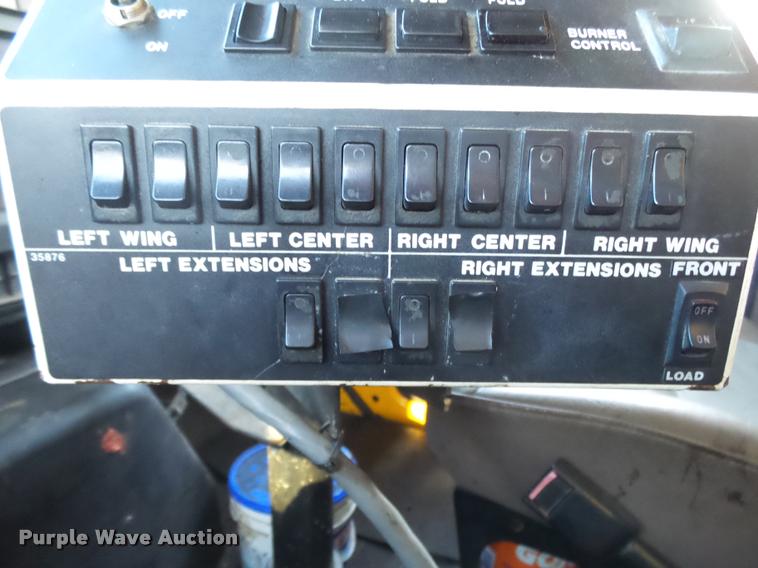 OFF
ON
FOLD
BURNER
CONTROL
LEFT WING
LEFT CENTER
RIGHT CENTER
RIGHT WING
35876
LEFT EXTENSIONS
RIGHT EXTENSIONS
FRONT
OFF
ON
LOAD
Purple Wave Auction